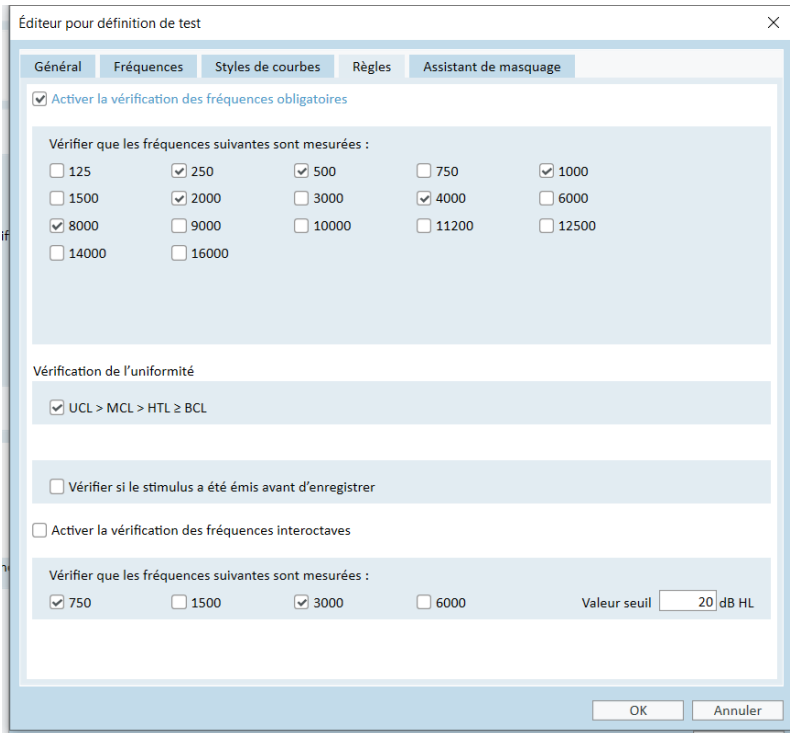 Éditeur pour définition de test
Général Fréquences Styles de courbes Règles Assistant de masquage
Activer la vérification des fréquences obligatoires
Vérifier que les fréquences suivantes sont mesurées :
125 250 500 750 1000
1500 2000 3000 4000 6000
8000 9000 10000 11200 12500
14000 16000
Vérification de l'uniformité
UCL > MCL > HTL ≥ BCL
Vérifier si le stimulus a été émis avant d'enregistrer
Activer la vérification des fréquences interoctaves
Vérifier que les fréquences suivantes sont mesurées :
750 1500 3000 6000 Valeur seuil 20 dB HL
OK Annuler